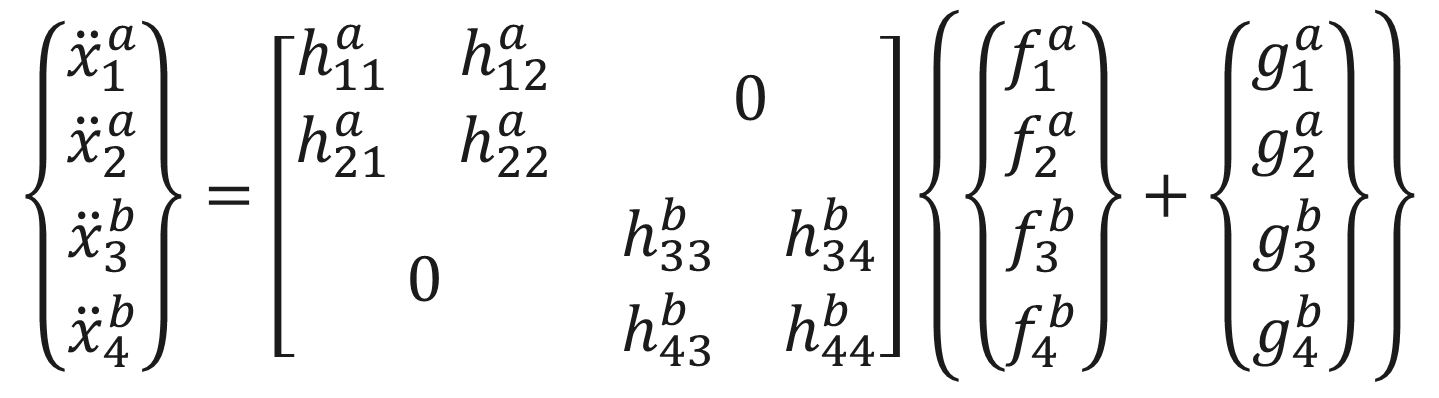 {ẍ₁ᵃ ẍ₂ᵃ ẍ₃ᵇ ẍ₄ᵇ} = [h₁₁ᵃ h₁₂ᵃ 0 h₂₁ᵃ h₂₂ᵃ 0 h₃₃ᵇ h₃₄ᵇ h₄₃ᵇ h₄₄ᵇ] {{f₁ᵃ f₂ᵃ f₃ᵇ f₄ᵇ} + {g₁ᵃ g₂ᵃ g₃ᵇ g₄ᵇ}}